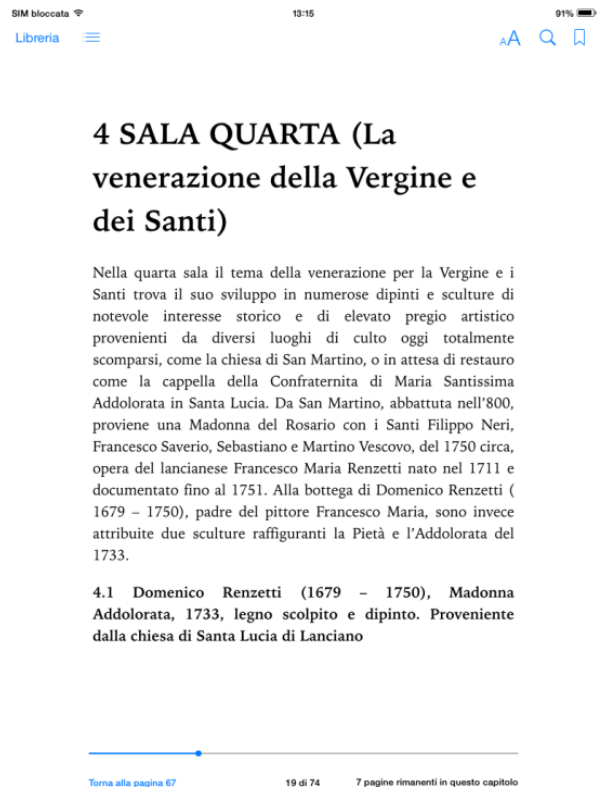 SIM bloccata 13:15 91%
Libreria AA
4 SALA QUARTA (La
venerazione della Vergine e
dei Santi)
Nella quarta sala il tema della venerazione per la Vergine e i
Santi trova il suo sviluppo in numerose dipinti e sculture di
notevole interesse storico e di elevato pregio artistico
provenienti da diversi luoghi di culto oggi totalmente
scomparsi, come la chiesa di San Martino, o in attesa di restauro
come la cappella della Confraternita di Maria Santissima
Addolorata in Santa Lucia. Da San Martino, abbattuta nell'800,
proviene una Madonna del Rosario con i Santi Filippo Neri,
Francesco Saverio, Sebastiano e Martino Vescovo, del 1750 circa,
opera del lancianese Francesco Maria Renzetti nato nel 1711 e
documentato fino al 1751. Alla bottega di Domenico Renzetti (
1679 – 1750), padre del pittore Francesco Maria, sono invece
attribuite due sculture raffiguranti la Pietà e l'Addolorata del
1733.
4.1 Domenico Renzetti (1679 – 1750), Madonna
Addolorata, 1733, legno scolpito e dipinto. Proveniente
dalla chiesa di Santa Lucia di Lanciano
Torna alla pagina 67 19 di 74 7 pagine rimanenti in questo capitolo